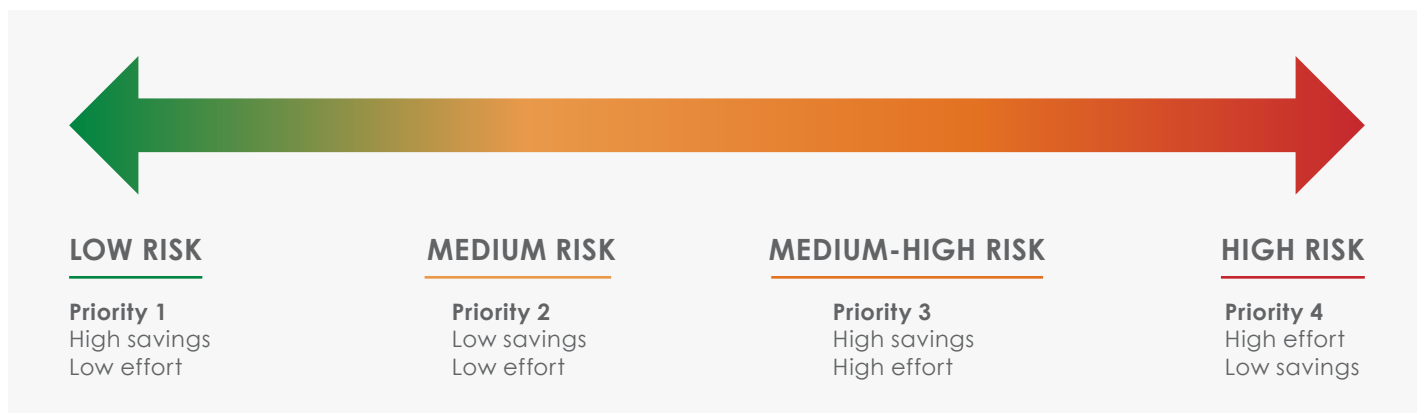 LOW RISK
Priority 1
High savings
Low effort
MEDIUM RISK
Priority 2
Low savings
Low effort
MEDIUM-HIGH RISK
Priority 3
High savings
High effort
HIGH RISK
Priority 4
High effort
Low savings